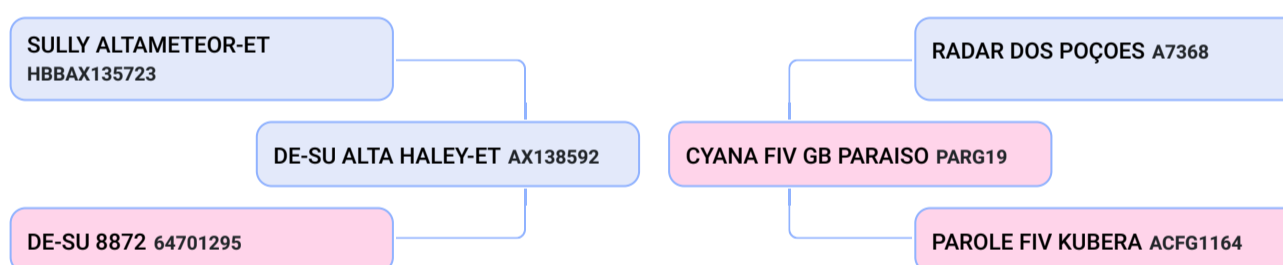 SULLY ALTAMETEOR-ET
HBBAX135723
RADAR DOS POÇOES A7368
DE-SU ALTA HALEY-ET AX138592
CYANA FIV GB PARAISO PARG19
DE-SU 8872 64701295
PAROLE FIV KUBERA ACFG1164